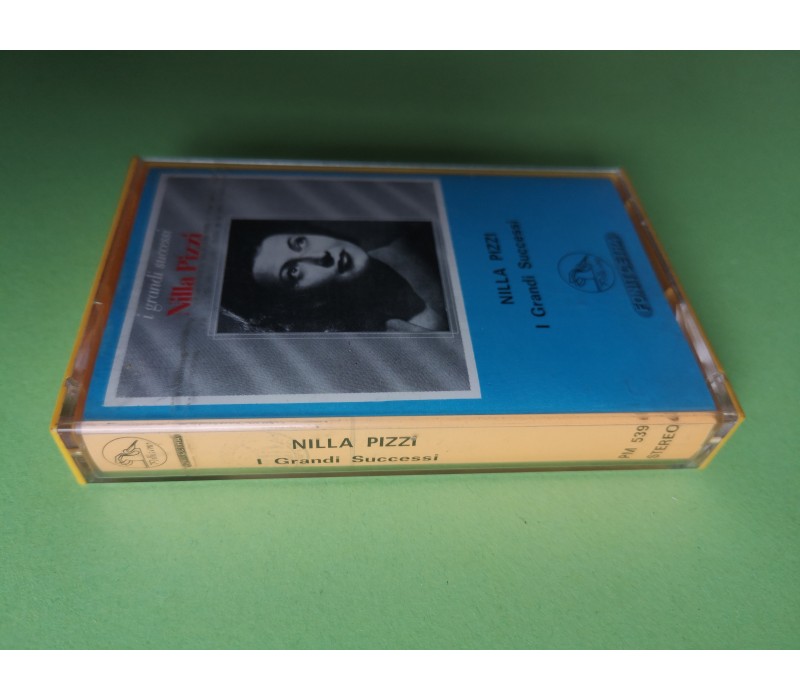 i grandi successi
Nilla Pizzi
NILLA PIZZI
I Grandi Successi
NILLA PIZZI
I Grandi Successi
PM 539
STEREO